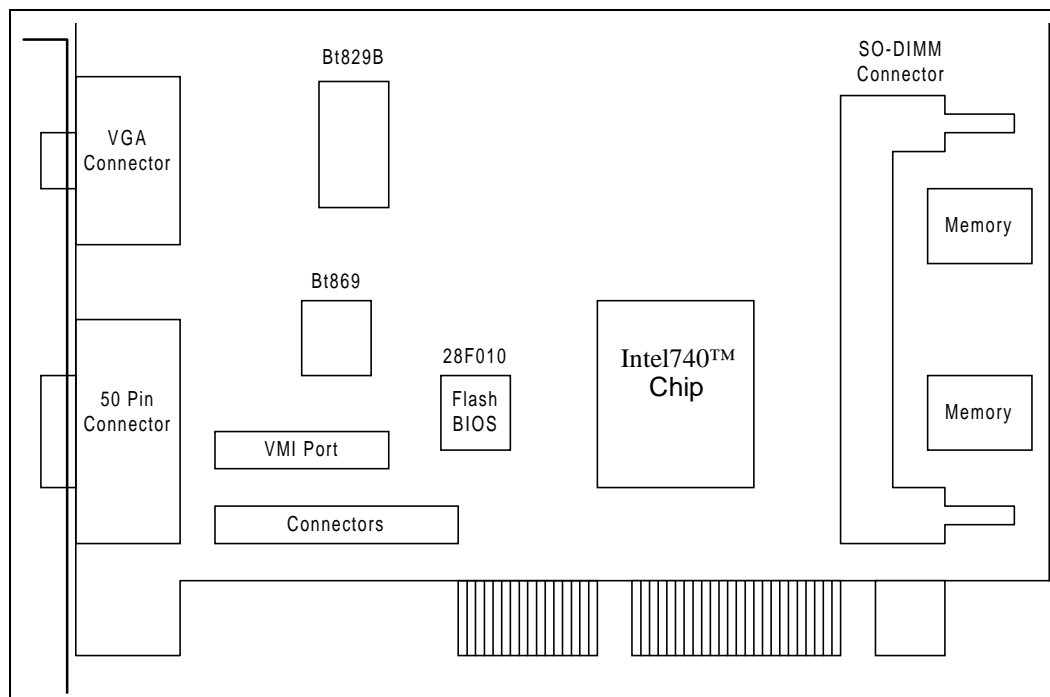 Bt829B
SO-DIMM
Connector
VGA
Connector
Memory
Bt869
28F010
Intel740™
Chip
50 Pin
Connector
Flash
BIOS
Memory
VMI Port
Connectors